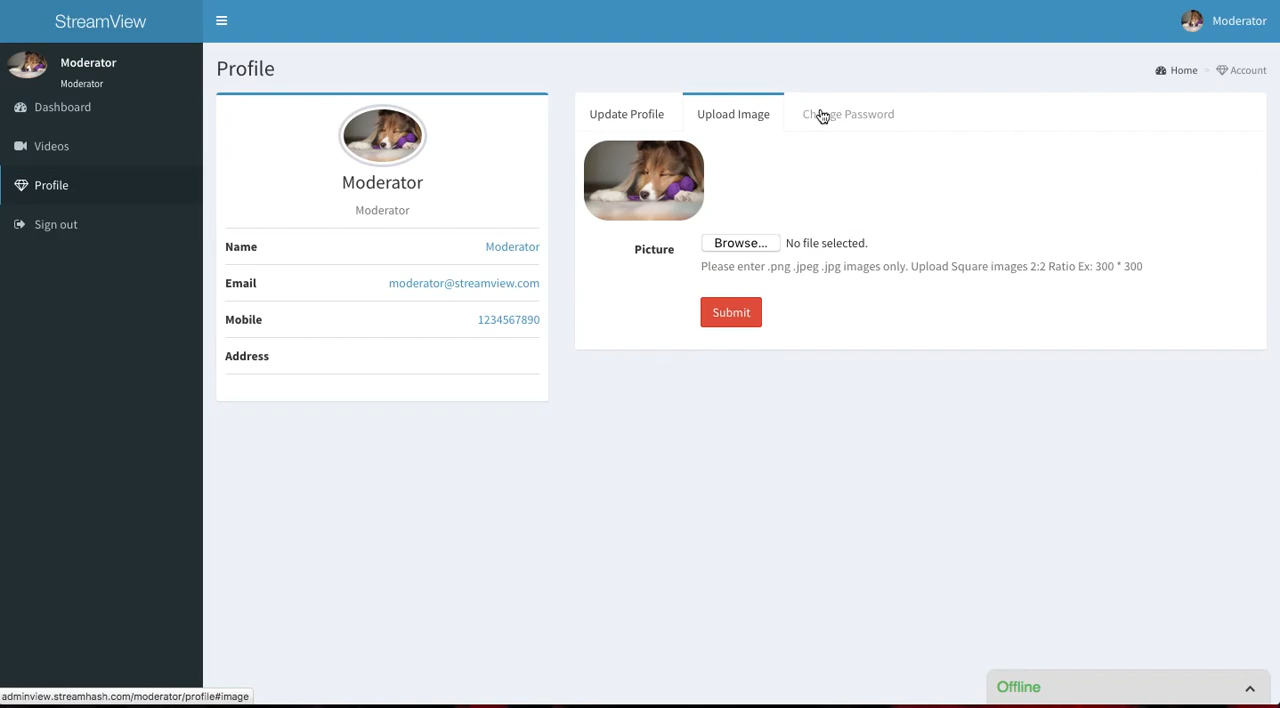 StreamView
Moderator
Moderator
Moderator
Dashboard
Videos
Profile
Sign out
Profile
Home > Account
Moderator
Moderator
Name Moderator
Email moderator@streamview.com
Mobile 1234567890
Address
Update Profile Upload Image Change Password
Picture Browse... No file selected.
Please enter .png .jpeg .jpg images only. Upload Square images 2:2 Ratio Ex: 300 * 300
Submit
adminview.streamhash.com/moderator/profile#image
Offline